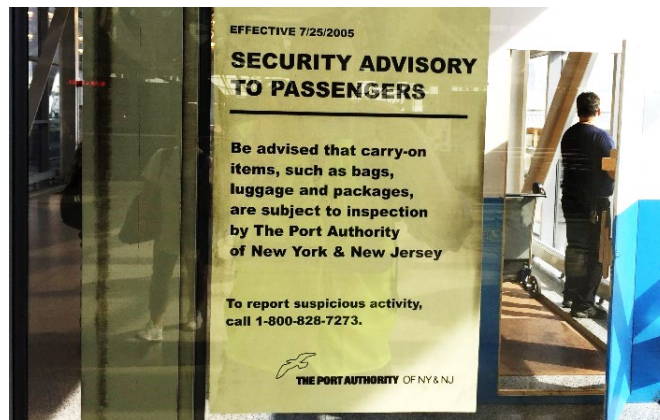 EFFECTIVE 7/25/2005
SECURITY ADVISORY
TO PASSENGERS
Be advised that carry-on
items, such as bags,
luggage and packages,
are subject to inspection
by The Port Authority
of New York & New Jersey
To report suspicious activity,
call 1-800-828-7273.
THE PORT AUTHORITY OF NY & NJ